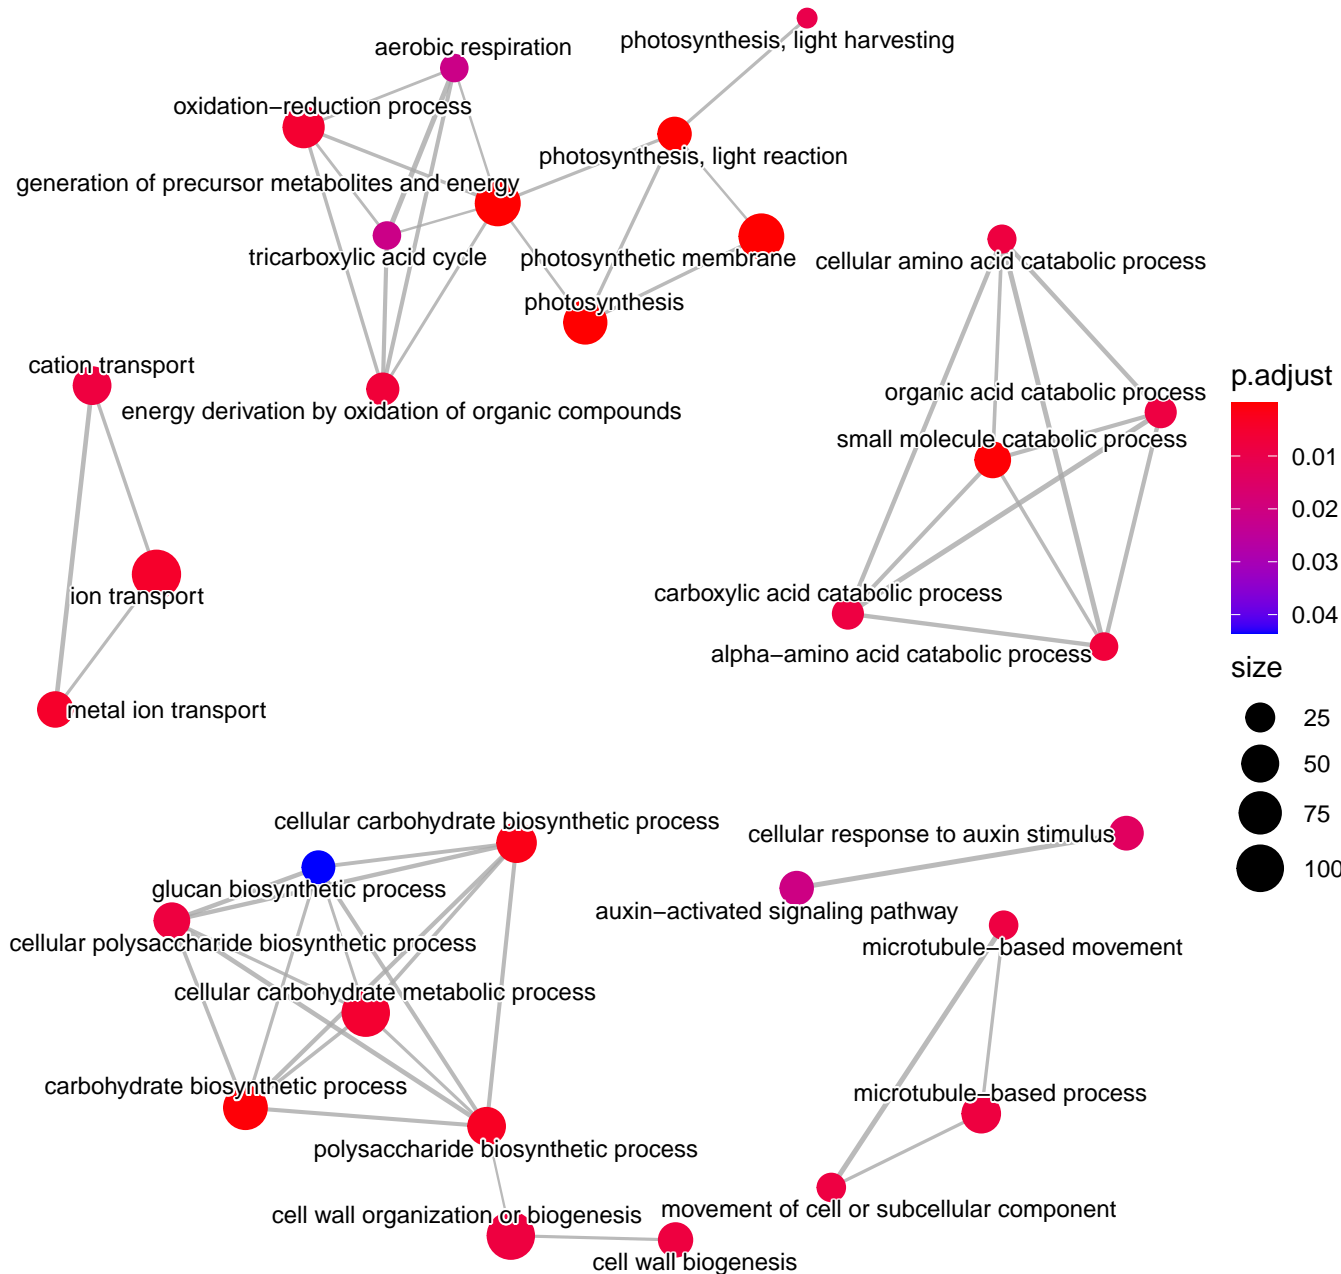 photosynthesis, light harvesting
aerobic respiration
oxidation−reduction process
photosynthesis, light reaction
generation of precursor metabolites and energy
tricarboxylic acid cycle
photosynthetic membrane
cellular amino acid catabolic process
photosynthesis
cation transport
energy derivation by oxidation of organic compounds
organic acid catabolic process
small molecule catabolic process
ion transport
carboxylic acid catabolic process
alpha−amino acid catabolic process
metal ion transport
p.adjust
0.01
0.02
0.03
0.04
size
25
50
75
100
cellular carbohydrate biosynthetic process
cellular response to auxin stimulus
glucan biosynthetic process
auxin−activated signaling pathway
cellular polysaccharide biosynthetic process
microtubule−based movement
cellular carbohydrate metabolic process
carbohydrate biosynthetic process
microtubule−based process
polysaccharide biosynthetic process
cell wall organization or biogenesis
movement of cell or subcellular component
cell wall biogenesis